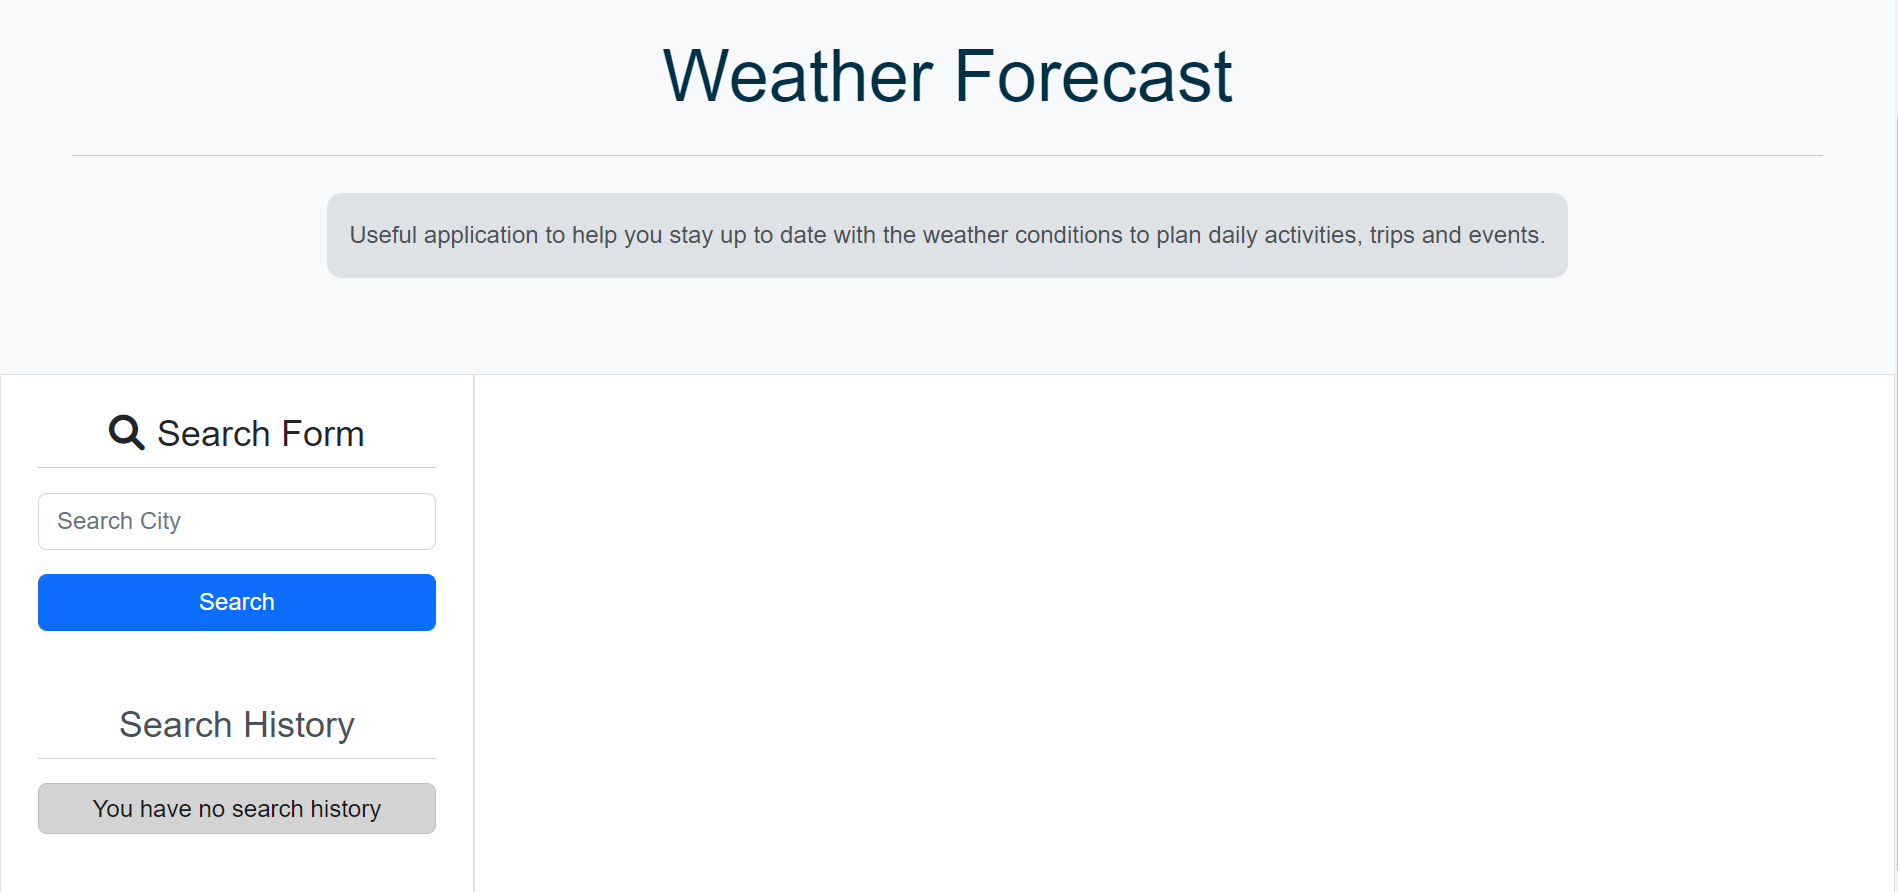 Weather Forecast
Useful application to help you stay up to date with the weather conditions to plan daily activities, trips and events.
Search Form
Search City
Search
Search History
You have no search history